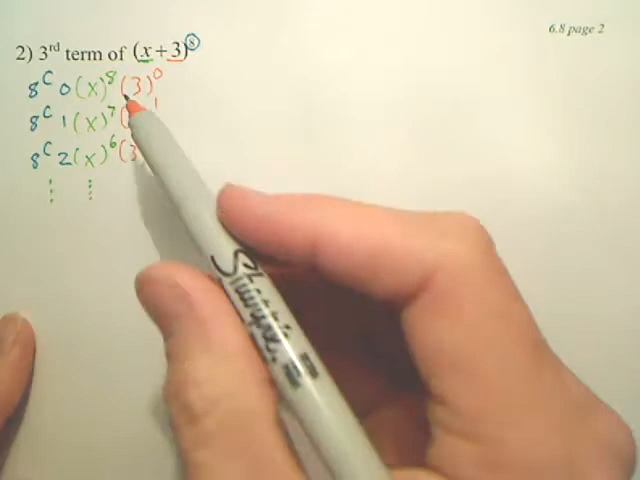 6.8 page 2
2) 3rd term of (x + 3)⁸
8C0(x)⁸(3)⁰
8C1(x)⁷( ¹
8C2(x)⁶(3
⋮ ⋮
Sharpie